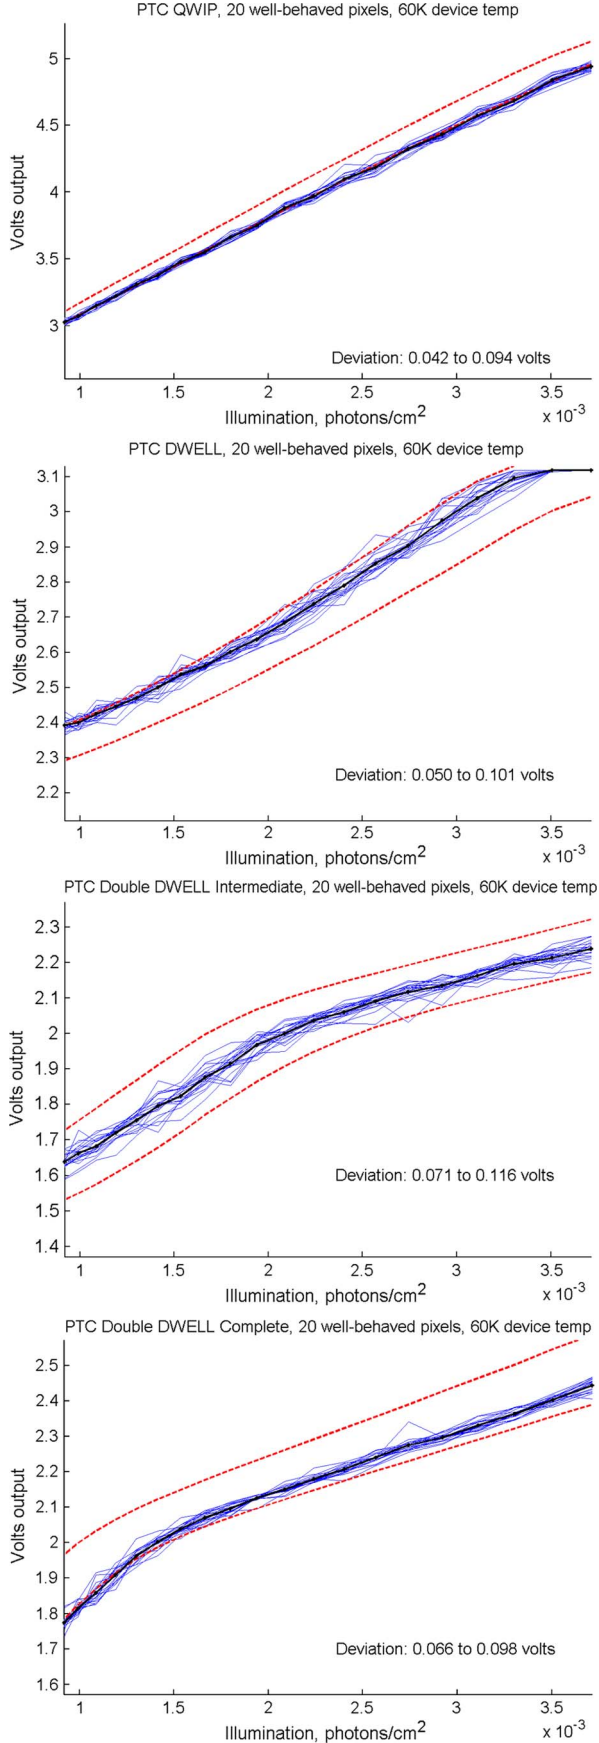 PTC QWIP, 20 well-behaved pixels, 60K device temp
5
4.5
4
3.5
3
Volts output
Deviation: 0.042 to 0.094 volts
1 1.5 2 2.5 3 3.5
Illumination, photons/cm2 x 10-3
PTC DWELL, 20 well-behaved pixels, 60K device temp
3.1
3
2.9
2.8
2.7
2.6
2.5
2.4
2.3
2.2
Volts output
Deviation: 0.050 to 0.101 volts
1 1.5 2 2.5 3 3.5
Illumination, photons/cm2 x 10-3
PTC Double DWELL Intermediate, 20 well-behaved pixels, 60K device temp
2.3
2.2
2.1
2
1.9
1.8
1.7
1.6
1.5
1.4
Volts output
Deviation: 0.071 to 0.116 volts
1 1.5 2 2.5 3 3.5
Illumination, photons/cm2 x 10-3
PTC Double DWELL Complete, 20 well-behaved pixels, 60K device temp
2.5
2.4
2.3
2.2
2.1
2
1.9
1.8
1.7
1.6
Volts output
Deviation: 0.066 to 0.098 volts
1 1.5 2 2.5 3 3.5
Illumination, photons/cm2 x 10-3